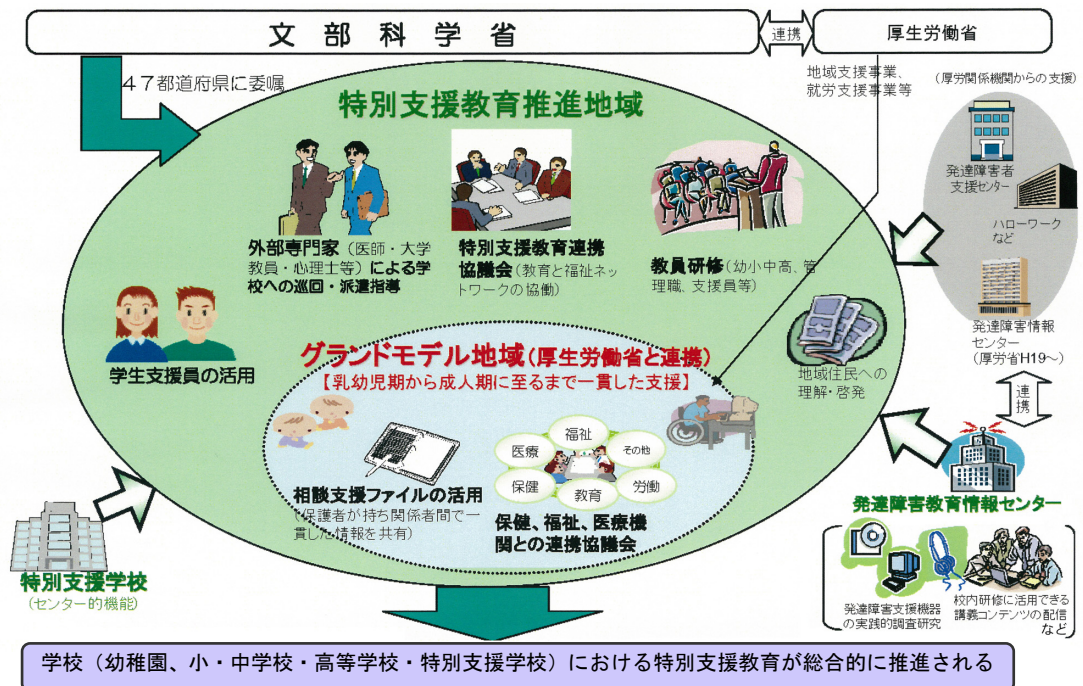 文部科学省
連携
厚生労働省
47都道府県に委嘱
地域支援事業、
就労支援事業等
(厚労関係機関からの支援)
特別支援教育推進地域
発達障害者
支援センター
ハローワーク
など
発達障害情報
センター
(厚労省H19～)
外部専門家（医師・大学
教員・心理士等）による学
校への巡回・派遣指導
特別支援教育連携
協議会(教育と福祉ネッ
トワークの協働)
教員研修(幼小中高、管
理職、支援員等)
学生支援員の活用
地域住民への
理解・啓発
グランドモデル地域(厚生労働省と連携)
【乳幼児期から成人期に至るまで一貫した支援】
相談支援ファイルの活用
(保護者が持ち関係者間で一
貫した情報を共有)
福祉
医療
その他
保健
教育
労働
保健、福祉、医療機
関との連携協議会
連携
発達障害教育情報センター
発達障害支援機器
の実践的調査研究
校内研修に活用できる
講義コンテンツの配信
など
特別支援学校
(センター的機能)
学校（幼稚園、小・中学校・高等学校・特別支援学校）における特別支援教育が総合的に推進される